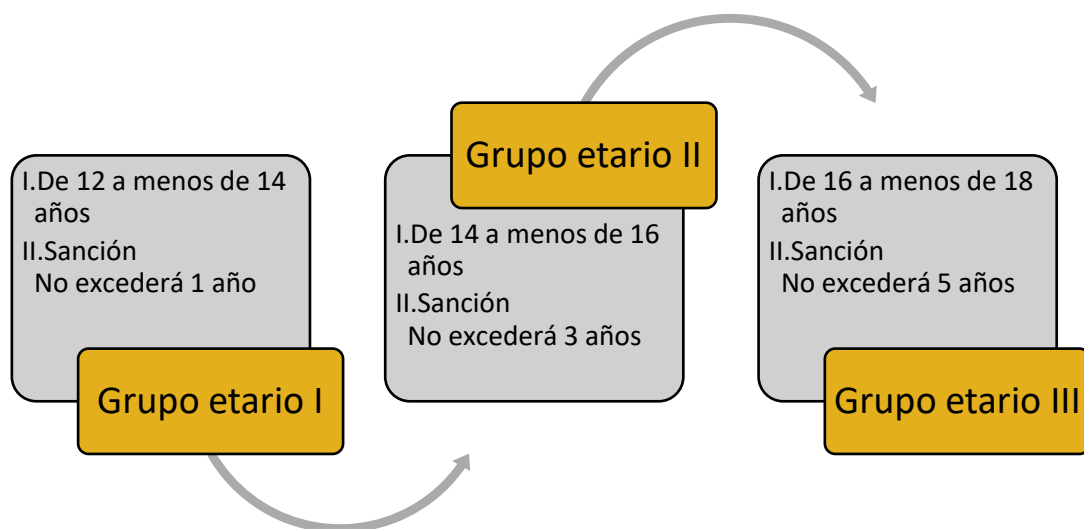 I.De 12 a menos de 14
años
II.Sanción
No excederá 1 año
Grupo etario I
Grupo etario II
I.De 14 a menos de 16
años
II.Sanción
No excederá 3 años
I.De 16 a menos de 18
años
II.Sanción
No excederá 5 años
Grupo etario III